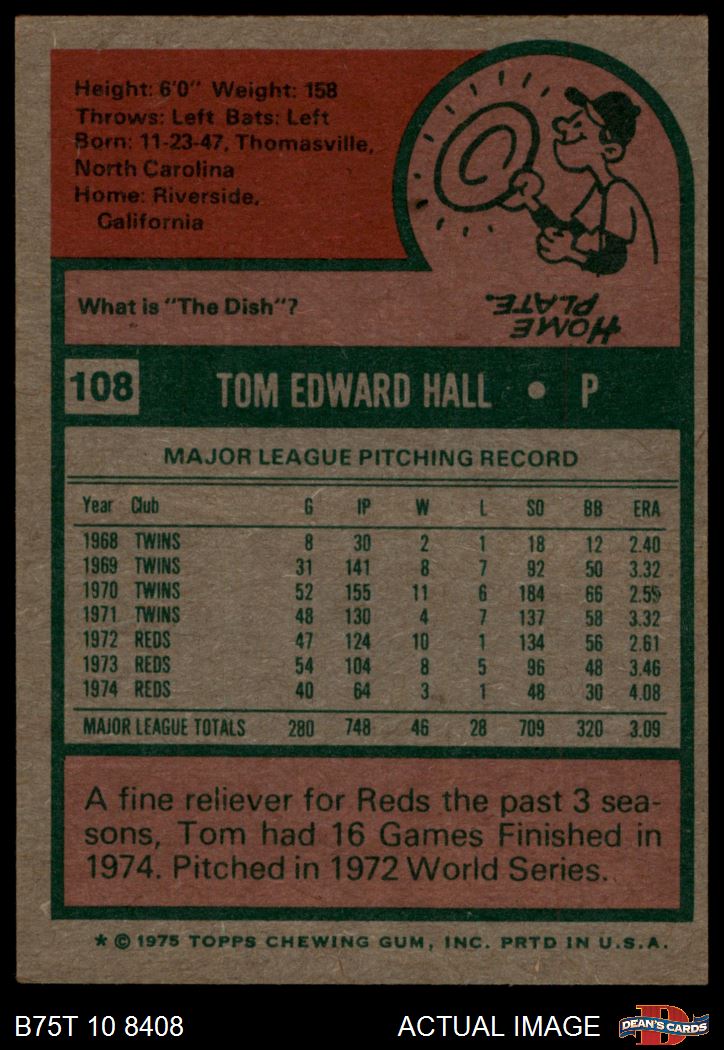 Height: 6'0" Weight: 158
Throws: Left Bats: Left
Born: 11-23-47, Thomasville,
North Carolina
Home: Riverside,
California
What is "The Dish"?
HOME
PLATE.
108 TOM EDWARD HALL • P
MAJOR LEAGUE PITCHING RECORD
Year Club G IP W L SO BB ERA
1968 TWINS 8 30 2 1 18 12 2.40
1969 TWINS 31 141 8 7 92 50 3.32
1970 TWINS 52 155 11 6 184 66 2.55
1971 TWINS 48 130 4 7 137 58 3.32
1972 REDS 47 124 10 1 134 56 2.61
1973 REDS 54 104 8 5 96 48 3.46
1974 REDS 40 64 3 1 48 30 4.08
MAJOR LEAGUE TOTALS 280 748 46 28 709 320 3.09
A fine reliever for Reds the past 3 sea-
sons, Tom had 16 Games Finished in
1974. Pitched in 1972 World Series.
* © 1975 TOPPS CHEWING GUM, INC. PRTD IN U.S.A.
B75T 10 8408 ACTUAL IMAGE
D
DEAN'S CARDS